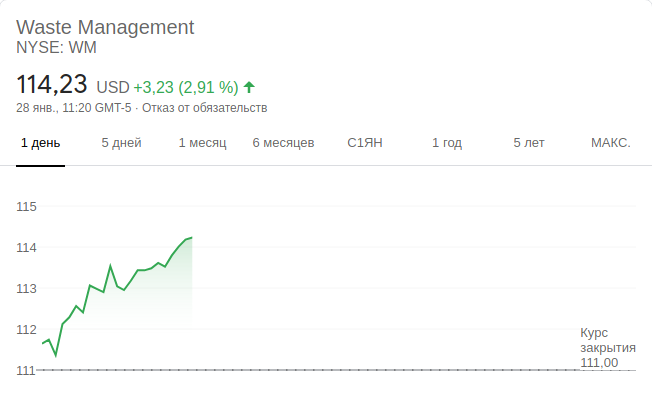 Waste Management
NYSE: WM
114,23 USD +3,23 (2,91 %)
28 янв., 11:20 GMT-5 · Отказ от обязательств
1 день 5 дней 1 месяц 6 месяцев С1ЯН 1 год 5 лет МАКС.
115
114
113
112
Курс
закрытия
111,00
111